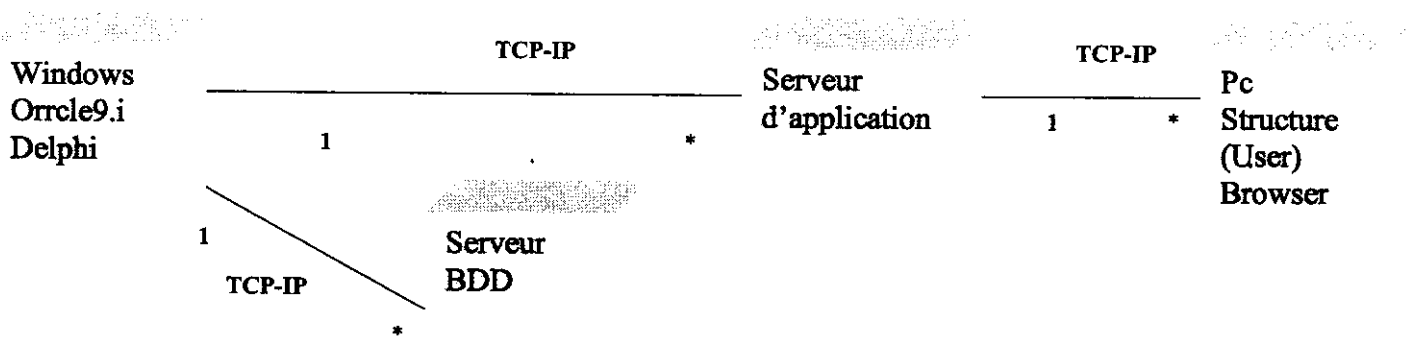 TCP-IP
TCP-IP
Windows
Orrcle9.i
Delphi
Serveur
d'application
Pc
Structure
(User)
Browser
1
*
1
*
1
TCP-IP
*
Serveur
BDD